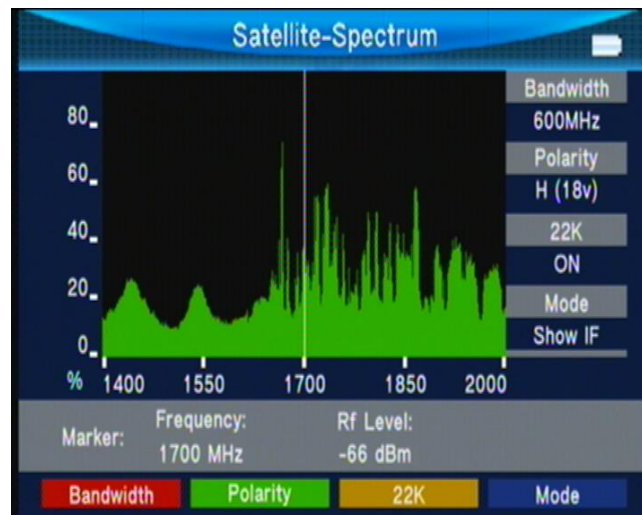 Satellite-Spectrum
80
60
40
20
0
%
1400 1550 1700 1850 2000
Bandwidth
600MHz
Polarity
H (18v)
22K
ON
Mode
Show IF
Marker:
Frequency:
1700 MHz
Rf Level:
-66 dBm
Bandwidth Polarity 22K Mode